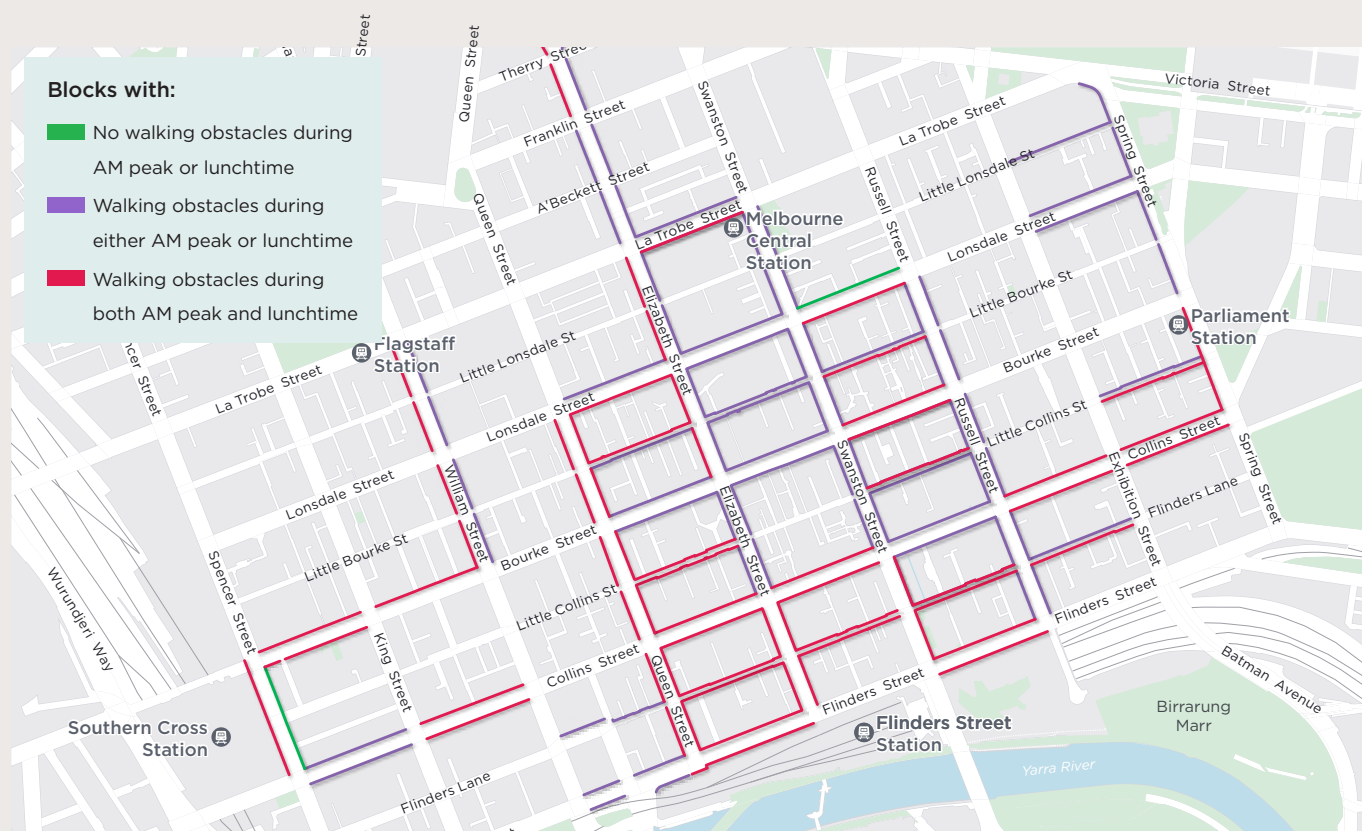 Blocks with:
No walking obstacles during
AM peak or lunchtime
Walking obstacles during
either AM peak or lunchtime
Walking obstacles during
both AM peak and lunchtime
Street
Queen Street
Therry Stree
Franklin Street
A'Beckett Street
Swanston Street
La Trobe Street
Victoria Street
Spring Street
Little Lonsdale St
Russell Street
Queen Street
La Trobe Street
Melbourne
Central
Station
Lonsdale Street
Little Bourke St
Bourke Street
Parliament
Station
Elizabeth Street
Flagstaff
Station
Little Lonsdale St
ncer Street
La Trobe Street
Lonsdale Street
Lonsdale Street
William Street
Little Bourke St
Bourke Street
Elizabeth Street
Swanston Street
Russell Street
Little Collins St
Collins Street
Exhibition Street
Flinders Lane
Spring Street
Spencer Street
Wurundjeri Way
Little Collins St
King Street
Collins Street
Queen Street
Flinders Street
Flinders Street
Batman Avenue
Birrarung
Marr
Southern Cross
Station
Flinders Street
Station
Flinders Lane
Yarra River